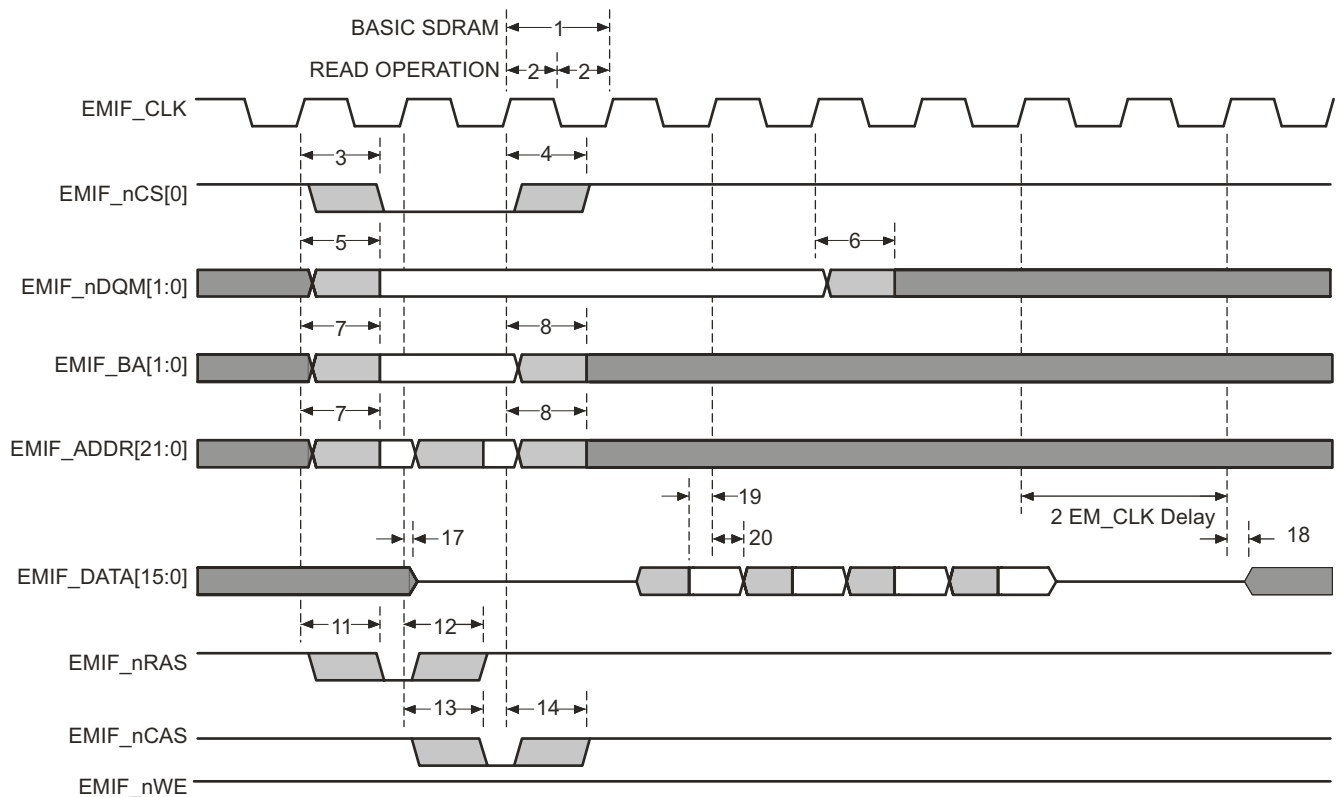 BASIC SDRAM
1
READ OPERATION
2 2
EMIF_CLK
3 4
EMIF_nCS[0]
5 6
EMIF_nDQM[1:0]
7 8
EMIF_BA[1:0]
7 8
EMIF_ADDR[21:0]
19
2 EM_CLK Delay
17 20 18
EMIF_DATA[15:0]
11 12
EMIF_nRAS
13 14
EMIF_nCAS
EMIF_nWE